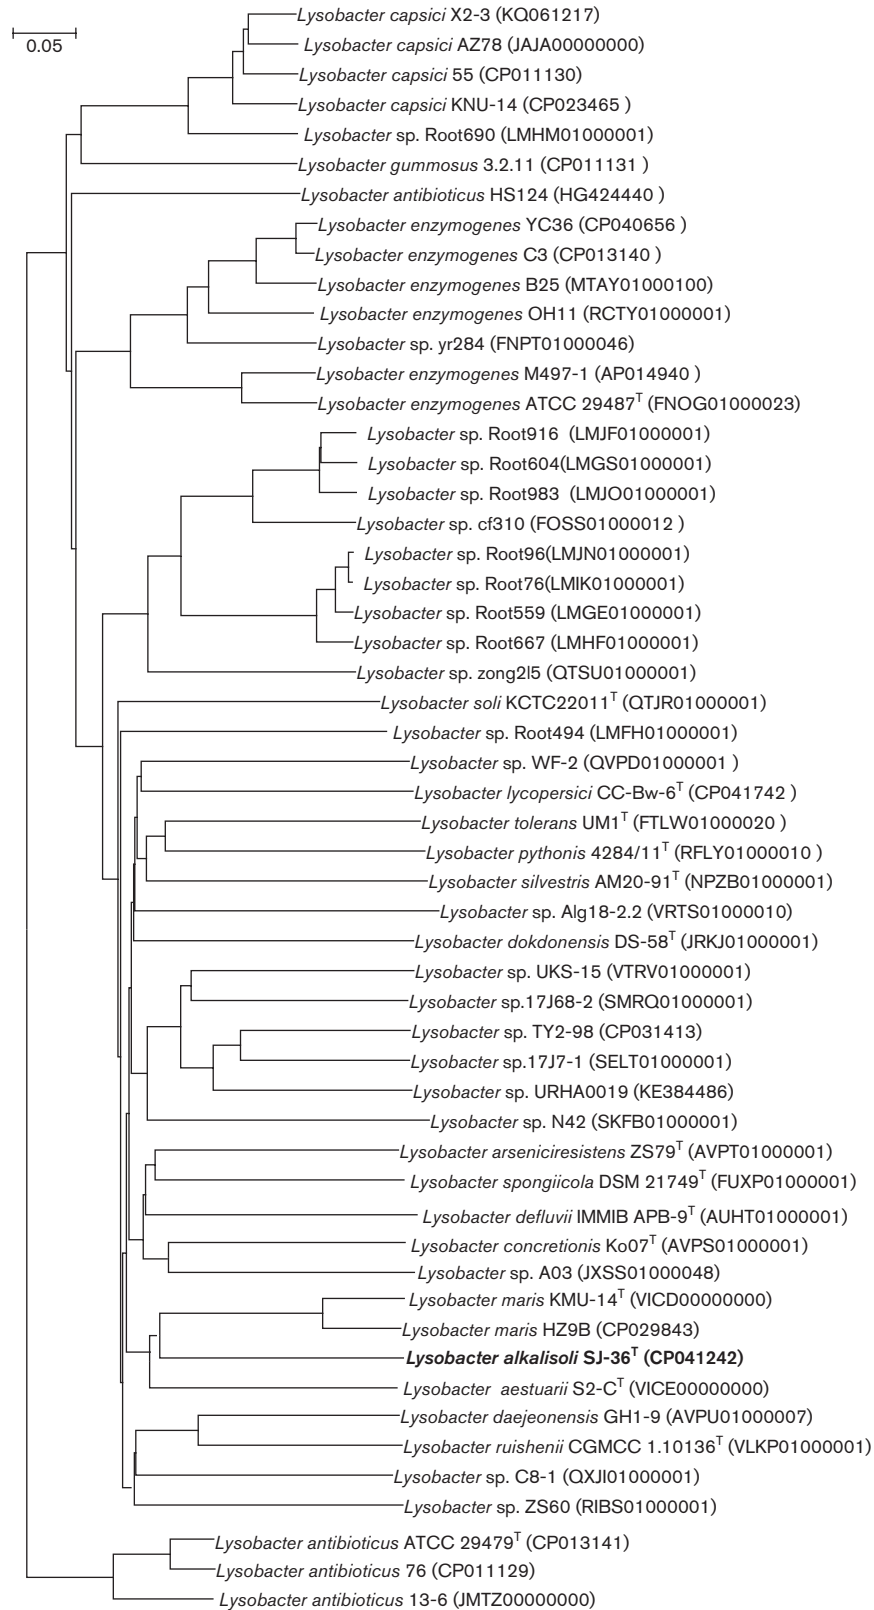 Lysobacter capsici X2-3 (KQ061217)
0.05
Lysobacter capsici AZ78 (JAJA00000000)
Lysobacter capsici 55 (CP011130)
Lysobacter capsici KNU-14 (CP023465 )
Lysobacter sp. Root690 (LMHM01000001)
Lysobacter gummosus 3.2.11 (CP011131 )
Lysobacter antibioticus HS124 (HG424440 )
Lysobacter enzymogenes YC36 (CP040656 )
Lysobacter enzymogenes C3 (CP013140 )
Lysobacter enzymogenes B25 (MTAY01000100)
Lysobacter enzymogenes OH11 (RCTY01000001)
Lysobacter sp. yr284 (FNPT01000046)
Lysobacter enzymogenes M497-1 (AP014940 )
Lysobacter enzymogenes ATCC 29487T (FNOG01000023)
Lysobacter sp. Root916 (LMJF01000001)
Lysobacter sp. Root604(LMGS01000001)
Lysobacter sp. Root983 (LMJO01000001)
Lysobacter sp. cf310 (FOSS01000012 )
Lysobacter sp. Root96(LMJN01000001)
Lysobacter sp. Root76(LMIK01000001)
Lysobacter sp. Root559 (LMGE01000001)
Lysobacter sp. Root667 (LMHF01000001)
Lysobacter sp. zong2l5 (QTSU01000001)
Lysobacter soli KCTC22011T (QTJR01000001)
Lysobacter sp. Root494 (LMFH01000001)
Lysobacter sp. WF-2 (QVPD01000001 )
Lysobacter lycopersici CC-Bw-6T (CP041742 )
Lysobacter tolerans UM1T (FTLW01000020 )
Lysobacter pythonis 4284/11T (RFLY01000010 )
Lysobacter silvestris AM20-91T (NPZB01000001)
Lysobacter sp. Alg18-2.2 (VRTS01000010)
Lysobacter dokdonensis DS-58T (JRKJ01000001)
Lysobacter sp. UKS-15 (VTRV01000001)
Lysobacter sp.17J68-2 (SMRQ01000001)
Lysobacter sp. TY2-98 (CP031413)
Lysobacter sp.17J7-1 (SELT01000001)
Lysobacter sp. URHA0019 (KE384486)
Lysobacter sp. N42 (SKFB01000001)
Lysobacter arseniciresistens ZS79T (AVPT01000001)
Lysobacter spongiicola DSM 21749T (FUXP01000001)
Lysobacter defluvii IMMIB APB-9T (AUHT01000001)
Lysobacter concretionis Ko07T (AVPS01000001)
Lysobacter sp. A03 (JXSS01000048)
Lysobacter maris KMU-14T (VICD00000000)
Lysobacter maris HZ9B (CP029843)
Lysobacter alkalisoli SJ-36T (CP041242)
Lysobacter aestuarii S2-CT (VICE00000000)
Lysobacter daejeonensis GH1-9 (AVPU01000007)
Lysobacter ruishenii CGMCC 1.10136T (VLKP01000001)
Lysobacter sp. C8-1 (QXJI01000001)
Lysobacter sp. ZS60 (RIBS01000001)
Lysobacter antibioticus ATCC 29479T (CP013141)
Lysobacter antibioticus 76 (CP011129)
Lysobacter antibioticus 13-6 (JMTZ00000000)